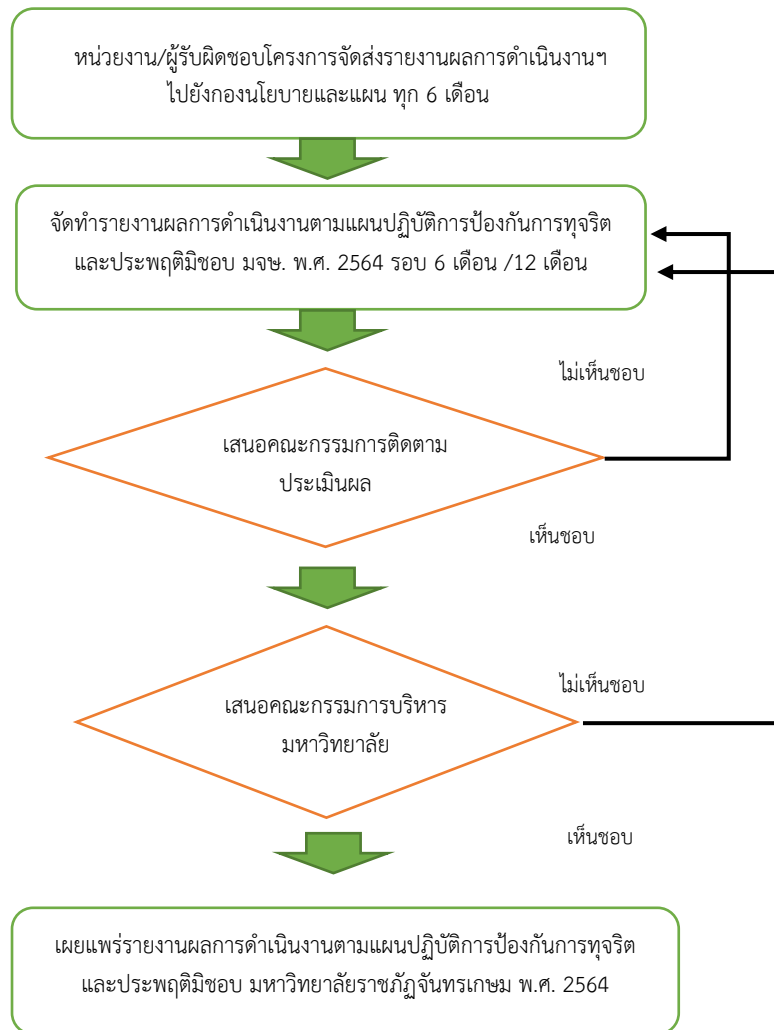 หน่วยงาน/ผู้รับผิดชอบโครงการจัดส่งรายงานผลการดำเนินงานฯ
ไปยังกองนโยบายและแผน ทุก 6 เดือน
จัดทำรายงานผลการดำเนินงานตามแผนปฏิบัติการป้องกันการทุจริต
และประพฤติมิชอบ มจษ. พ.ศ. 2564 รอบ 6 เดือน /12 เดือน
ไม่เห็นชอบ
เสนอคณะกรรมการติดตาม
ประเมินผล
เห็นชอบ
ไม่เห็นชอบ
เสนอคณะกรรมการบริหาร
มหาวิทยาลัย
เห็นชอบ
เผยแพร่รายงานผลการดำเนินงานตามแผนปฏิบัติการป้องกันการทุจริต
และประพฤติมิชอบ มหาวิทยาลัยราชภัฏจันทรเกษม พ.ศ. 2564